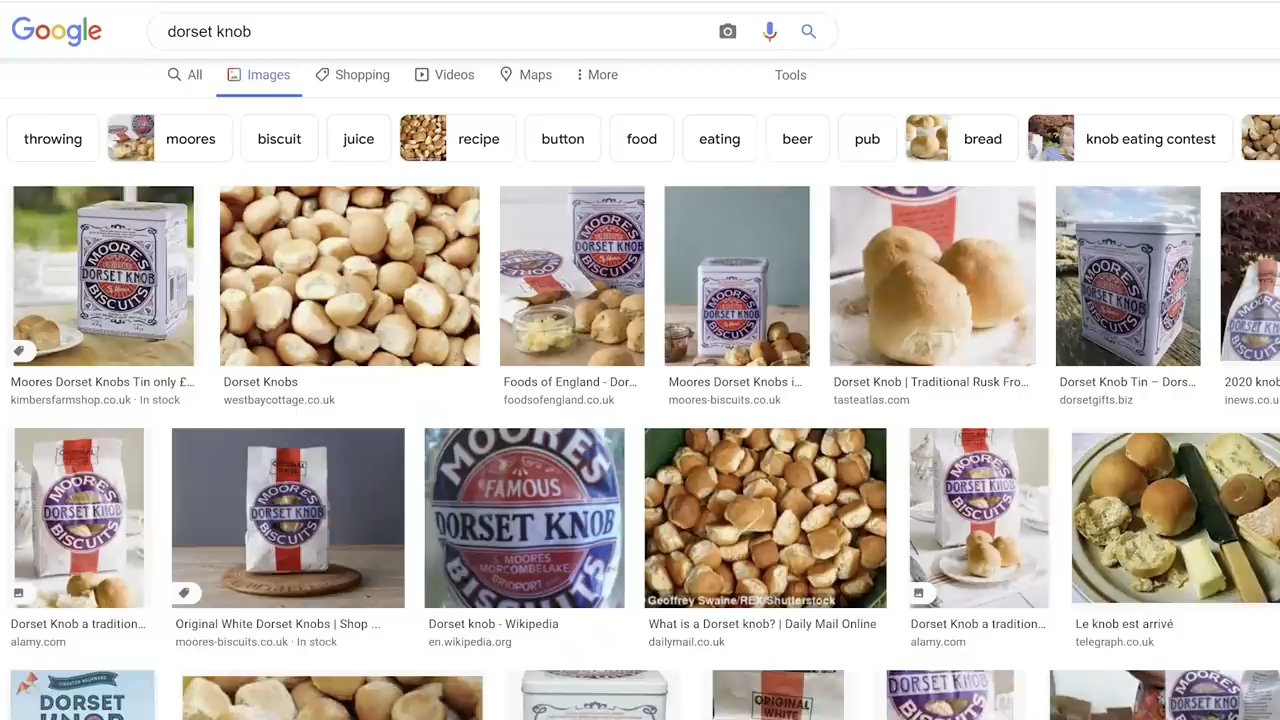 Google
dorset knob
All Images Shopping Videos Maps More Tools
throwing moores biscuit juice recipe button food eating beer pub bread knob eating contest
MOORES DORSET KNOB BISCUITS
MOORES DORSET KNOB BISCUITS
MOORES DORSET KNOB BISCUITS
MOORES DORSET KNOB BISCUITS
Moores Dorset Knobs Tin only £...
kimbersfarmshop.co.uk · In stock
Dorset Knobs
westbaycottage.co.uk
Foods of England - Dor...
foodsofengland.co.uk
Moores Dorset Knobs i...
moores-biscuits.co.uk
Dorset Knob | Traditional Rusk Fro...
tasteatlas.com
Dorset Knob Tin – Dors...
dorsetgifts.biz
2020 knob
inews.co.u
ORIGINAL
MOORES DORSET KNOB BISCUITS
ORIGINAL WHITE
MOORES DORSET KNOB BISCUITS
MOORES
FAMOUS
DORSET KNOB
S. MOORES
MORCOMBELAKE
BRIDPORT
BISCUITS
Geoffrey Swaine/REX/Shutterstock
MOORES DORSET KNOB BISCUITS
Dorset Knob a tradition...
alamy.com
Original White Dorset Knobs | Shop ...
moores-biscuits.co.uk · In stock
Dorset knob - Wikipedia
en.wikipedia.org
What is a Dorset knob? | Daily Mail Online
dailymail.co.uk
Dorset Knob a tradition...
alamy.com
Le knob est arrivé
telegraph.co.uk
DORSET
KNOB
ORIGINAL
WHITE
DORSET KNOB
MOORES